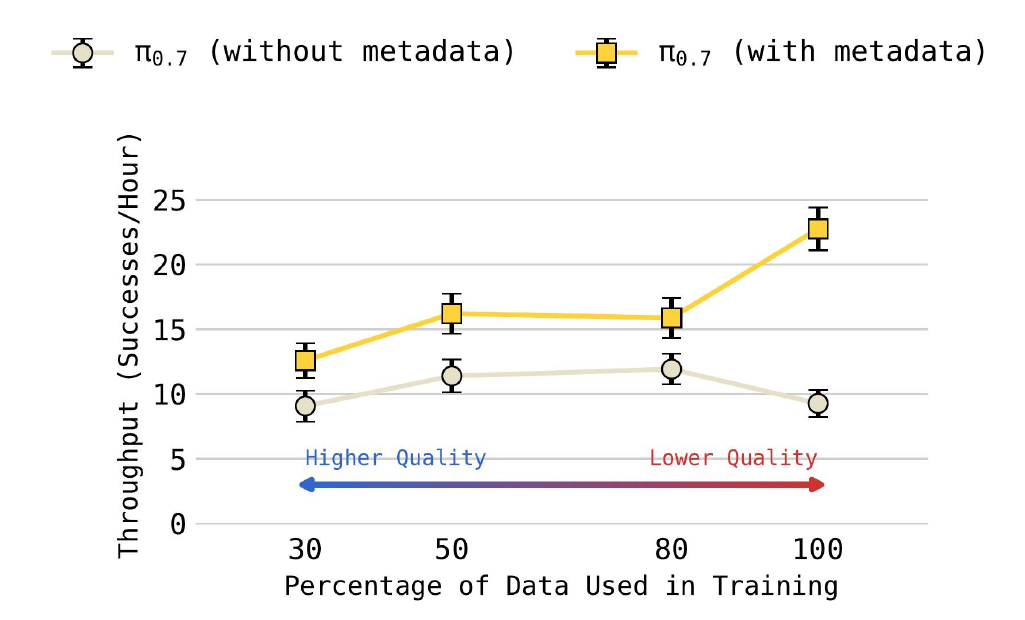 π0.7 (without metadata)
π0.7 (with metadata)
Throughput (Successes/Hour)
25
20
15
10
5
0
Higher Quality
Lower Quality
30 50 80 100
Percentage of Data Used in Training